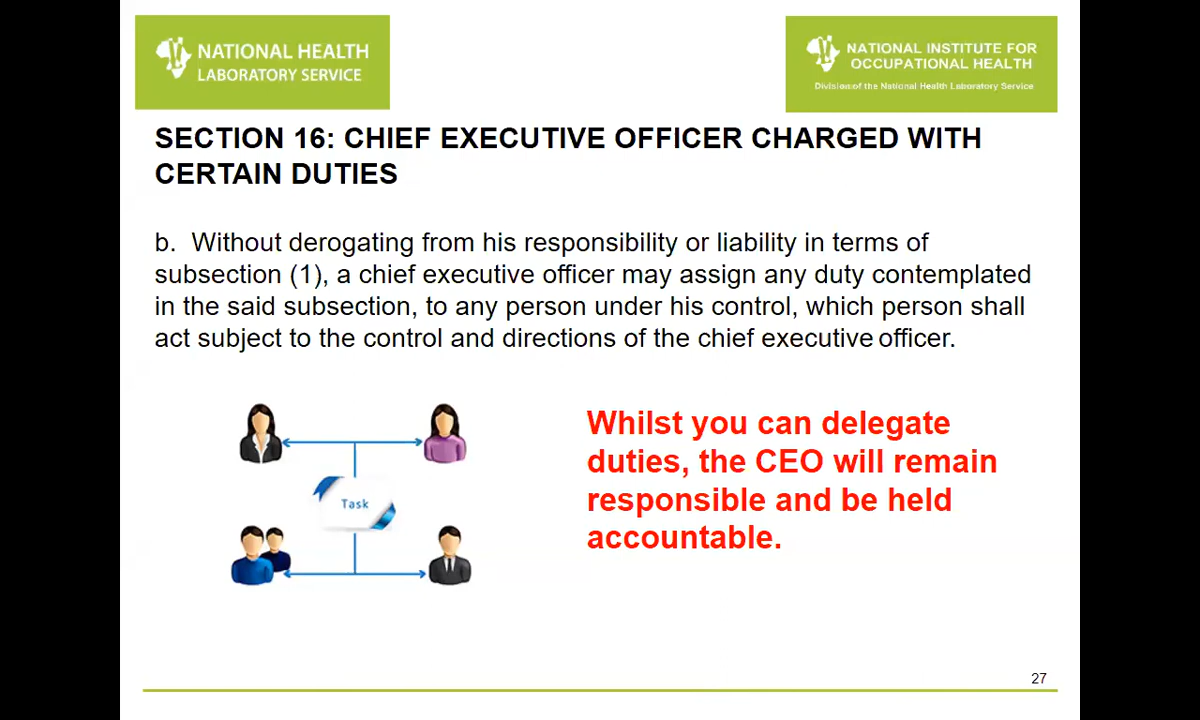 NATIONAL HEALTH
LABORATORY SERVICE
NATIONAL INSTITUTE FOR
OCCUPATIONAL HEALTH
Division of the National Health Laboratory Service
SECTION 16: CHIEF EXECUTIVE OFFICER CHARGED WITH
CERTAIN DUTIES
b. Without derogating from his responsibility or liability in terms of
subsection (1), a chief executive officer may assign any duty contemplated
in the said subsection, to any person under his control, which person shall
act subject to the control and directions of the chief executive officer.
Task
Whilst you can delegate
duties, the CEO will remain
responsible and be held
accountable.
27